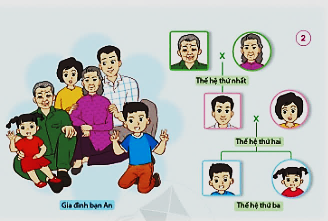 2
x
Thế hệ thứ nhất
x
Thế hệ thứ hai
Gia đình bạn An
Thế hệ thứ ba